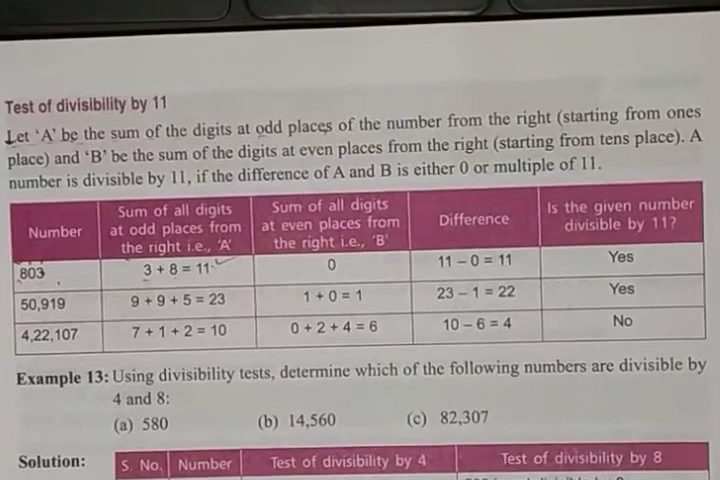 Test of divisibility by 11
Let 'A' be the sum of the digits at odd places of the number from the right (starting from ones
place) and 'B' be the sum of the digits at even places from the right (starting from tens place). A
number is divisible by 11, if the difference of A and B is either 0 or multiple of 11.
Number
Sum of all digits
at odd places from
the right i.e., 'A'
Sum of all digits
at even places from
the right i.e., 'B'
Difference
Is the given number
divisible by 11?
803
3 + 8 = 11
0
11 – 0 = 11
Yes
50,919
9 + 9 + 5 = 23
1 + 0 = 1
23 – 1 = 22
Yes
4,22,107
7 + 1 + 2 = 10
0 + 2 + 4 = 6
10 – 6 = 4
No
Example 13: Using divisibility tests, determine which of the following numbers are divisible by
4 and 8:
(a) 580 (b) 14,560 (c) 82,307
Solution:
S. No. Number Test of divisibility by 4 Test of divisibility by 8